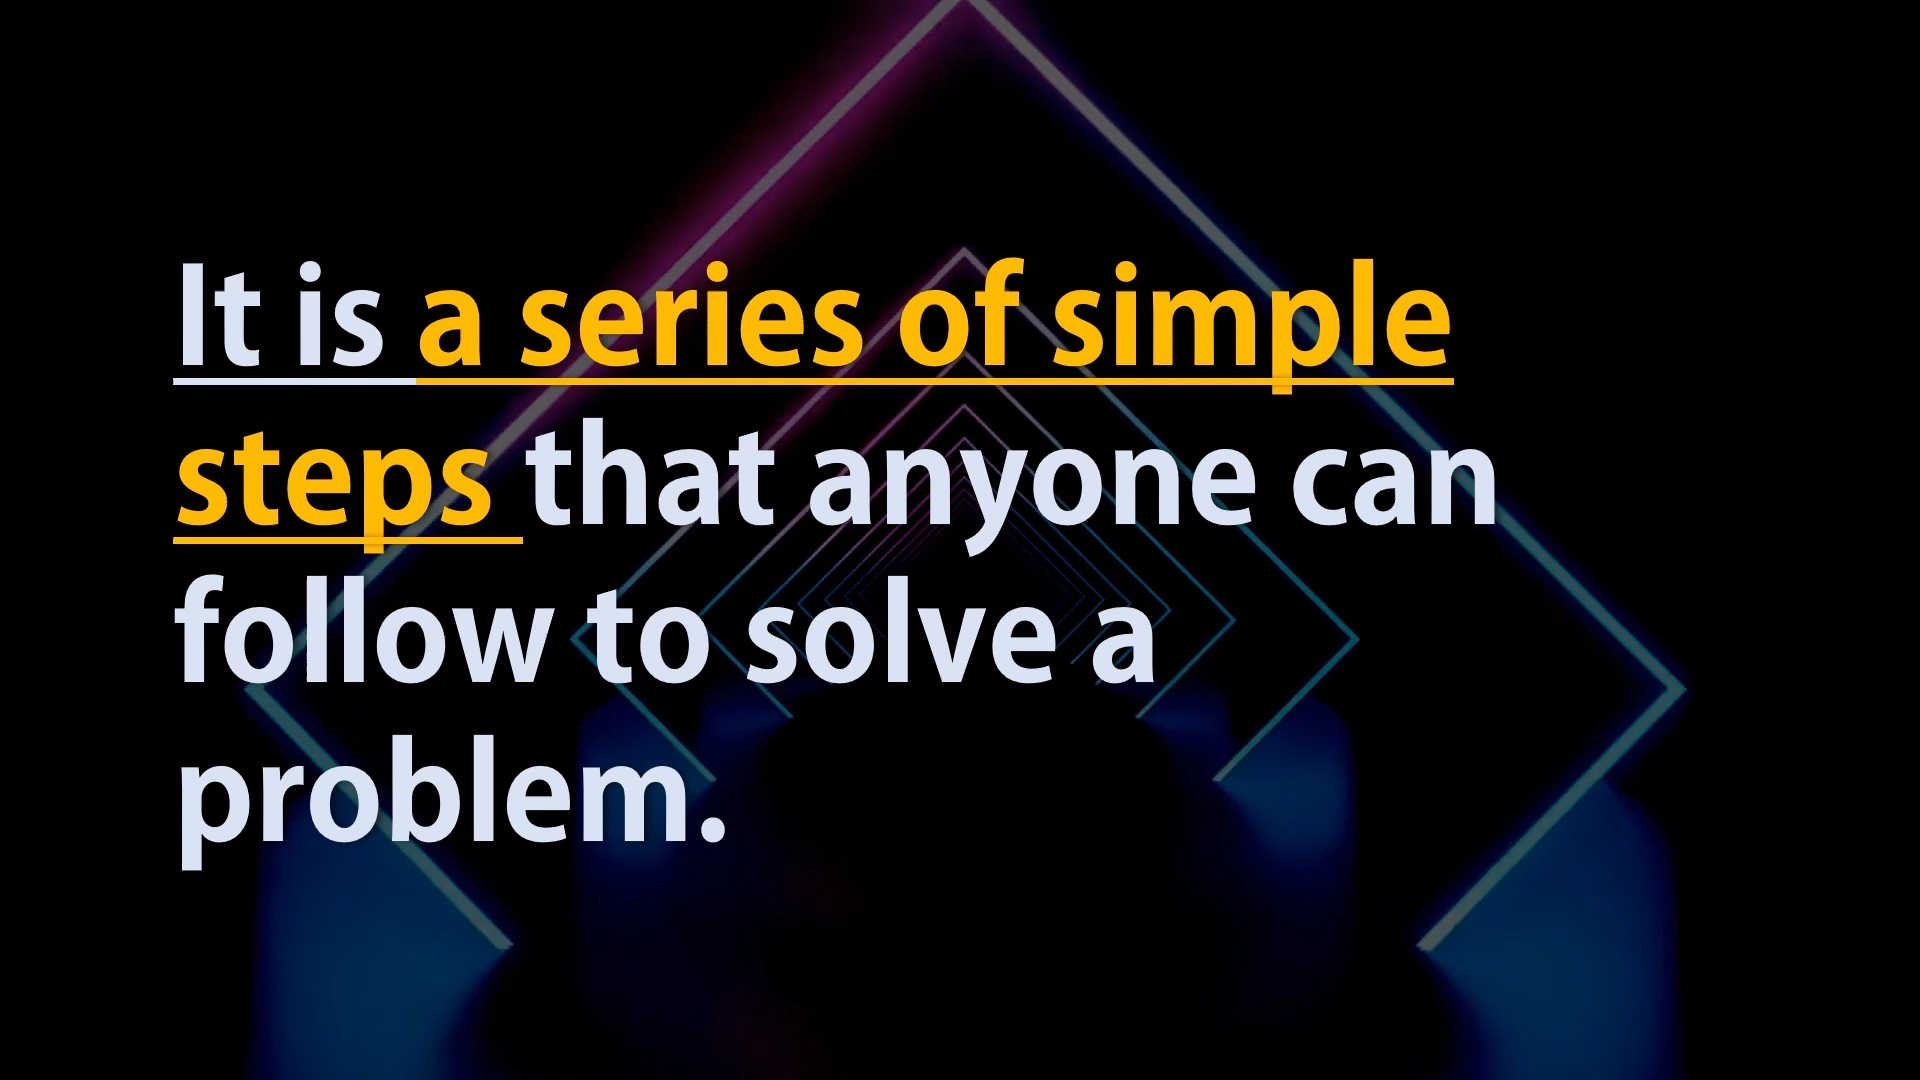 It is a series of simple
steps that anyone can
follow to solve a
problem.